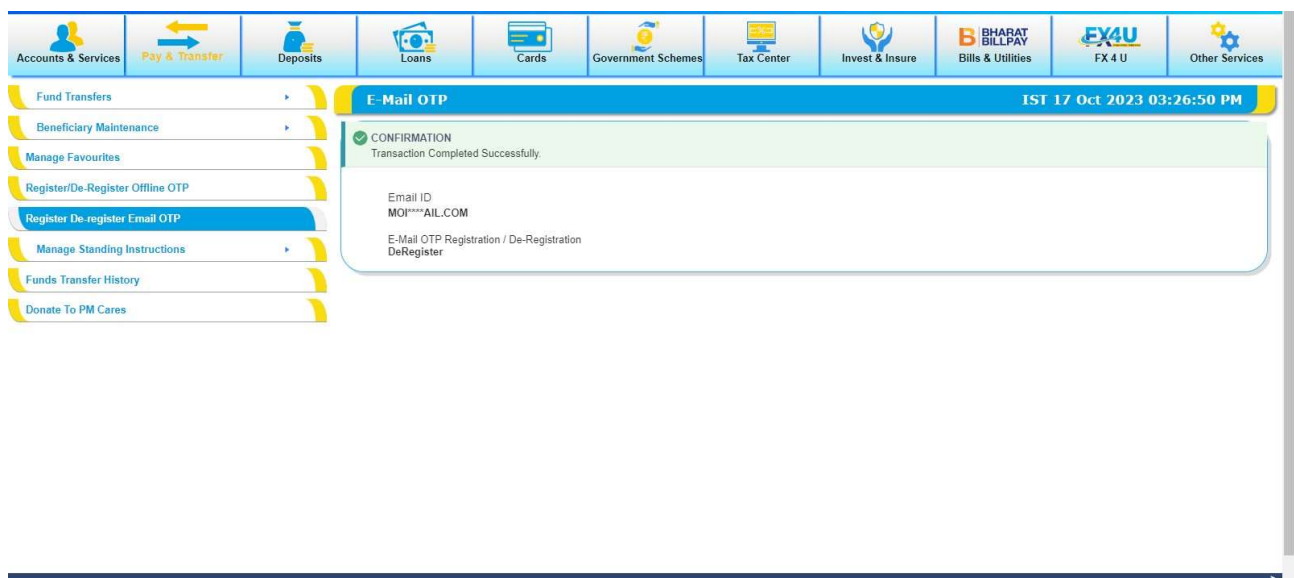 Accounts & Services
Pay & Transfer
Deposits
Loans
Cards
Government Schemes
Tax Center
Invest & Insure
B BHARAT
BILLPAY
Bills & Utilities
FX4U
FX 4 U
Other Services
Fund Transfers
Beneficiary Maintenance
Manage Favourites
Register/De-Register Offline OTP
Register De-register Email OTP
Manage Standing Instructions
Funds Transfer History
Donate To PM Cares
E-Mail OTP
IST 17 Oct 2023 03:26:50 PM
CONFIRMATION
Transaction Completed Successfully.
Email ID
MOI****AIL.COM
E-Mail OTP Registration / De-Registration
DeRegister